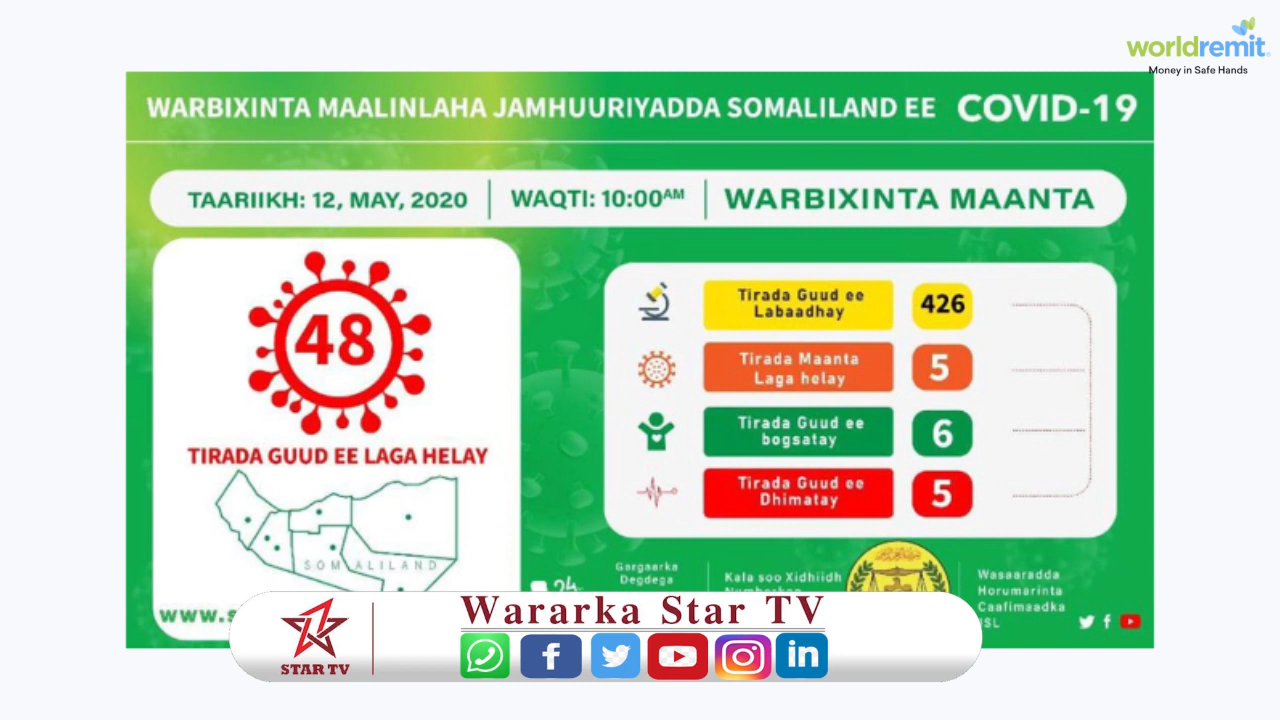 worldremit
Money in Safe Hands
WARBIXINTA MAALINLAHA JAMHUURIYADDA SOMALILAND EE COVID-19
TAARIIKH: 12, MAY, 2020
WAQTI: 10:00AM
WARBIXINTA MAANTA
48
TIRADA GUUD EE LAGA HELAY
SOMALILAND
www.s
Tirada Guud ee
Labaadhay
426
Tirada Maanta
Laga helay
5
Tirada Guud ee
bogsatay
6
Tirada Guud ee
Dhimatay
5
24
Gargaarka
Degdega
Kala soo Xidhiidh
Wasaaradda
Horumarinta
Caafimaadka
JSL
STAR TV
Wararka Star TV